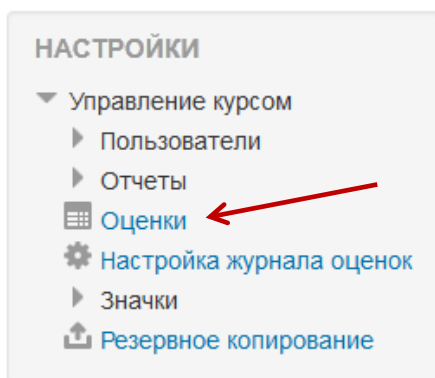 НАСТРОЙКИ
Управление курсом
Пользователи
Отчеты
Оценки
Настройка журнала оценок
Значки
Резервное копирование